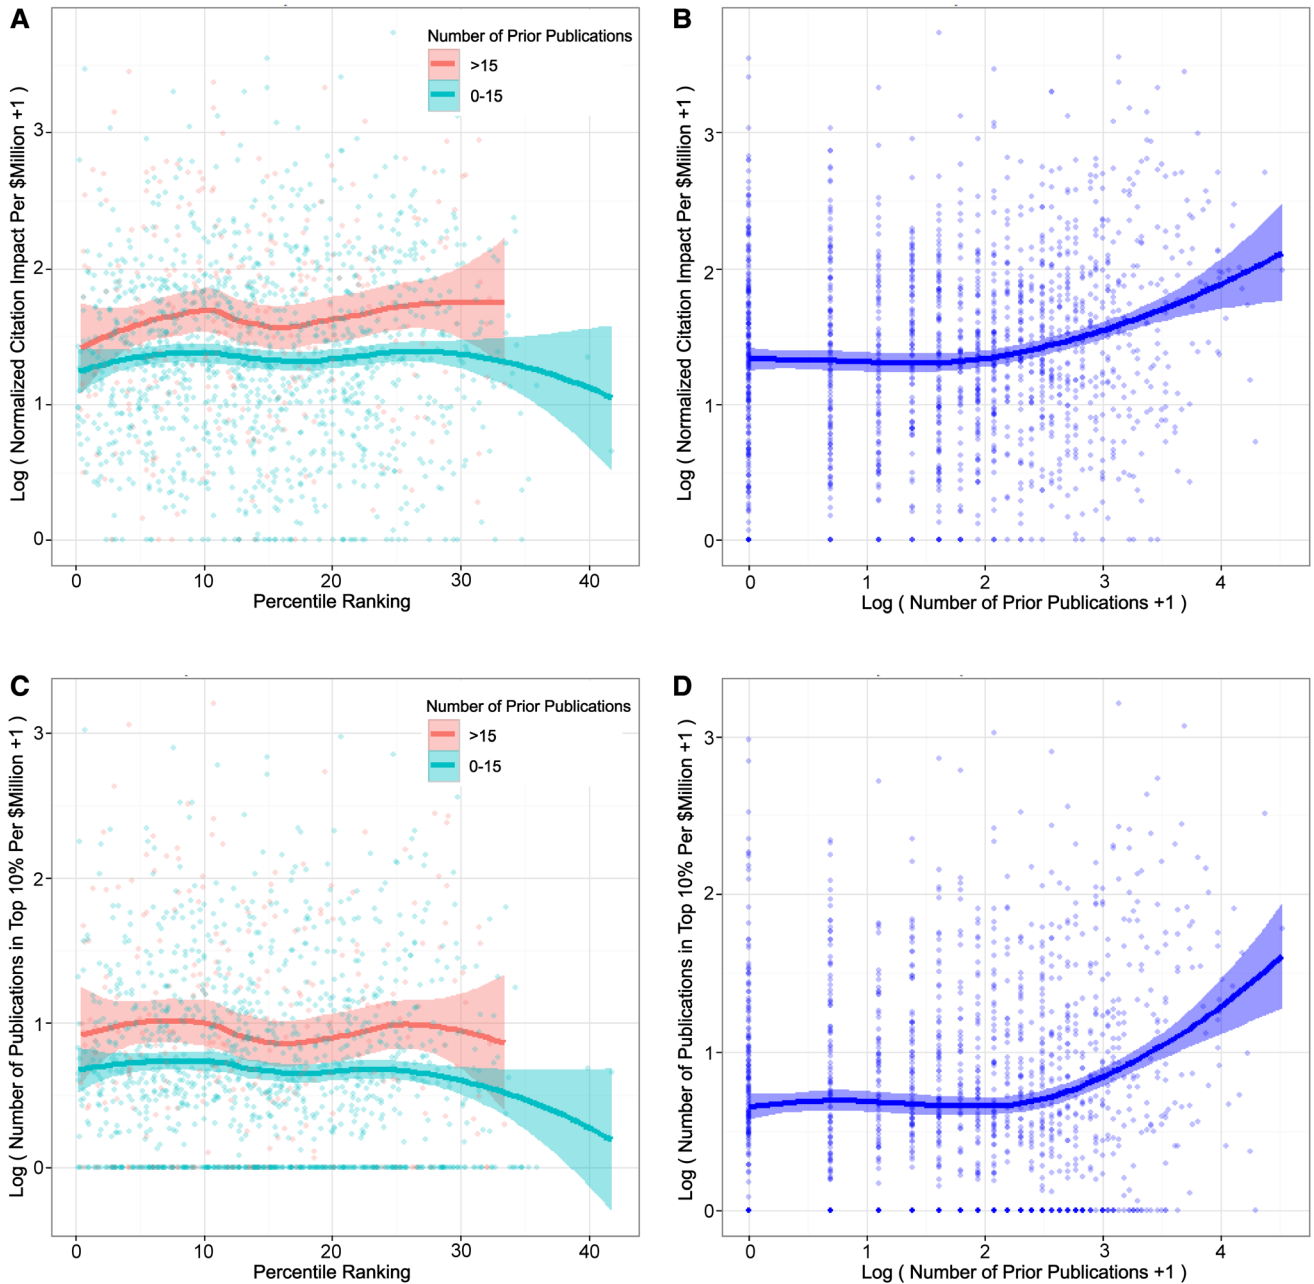 A
Number of Prior Publications
>15
0-15
Log ( Normalized Citation Impact Per $Million +1 )
3
2
1
0
0 10 20 30 40
Percentile Ranking
B
Log ( Normalized Citation Impact Per $Million +1 )
3
2
1
0
0 1 2 3 4
Log ( Number of Prior Publications +1 )
C
Number of Prior Publications
>15
0-15
Log ( Number of Publications in Top 10% Per $Million +1 )
3
2
1
0
0 10 20 30 40
Percentile Ranking
D
Log ( Number of Publications in Top 10% Per $Million +1 )
3
2
1
0
0 1 2 3 4
Log ( Number of Prior Publications +1 )